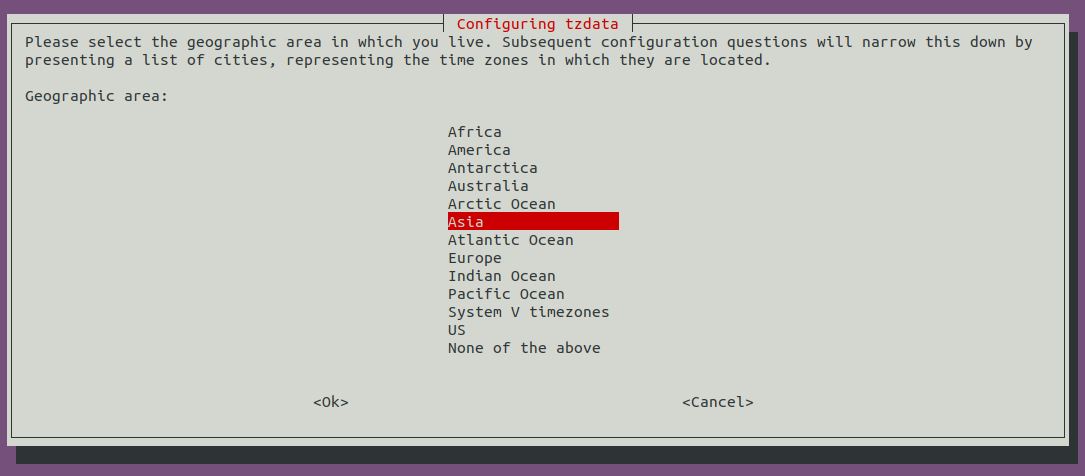 Configuring tzdata
Please select the geographic area in which you live. Subsequent configuration questions will narrow this down by
presenting a list of cities, representing the time zones in which they are located.
Geographic area:
Africa
America
Antarctica
Australia
Arctic Ocean
Asia
Atlantic Ocean
Europe
Indian Ocean
Pacific Ocean
System V timezones
US
None of the above
<Ok> <Cancel>